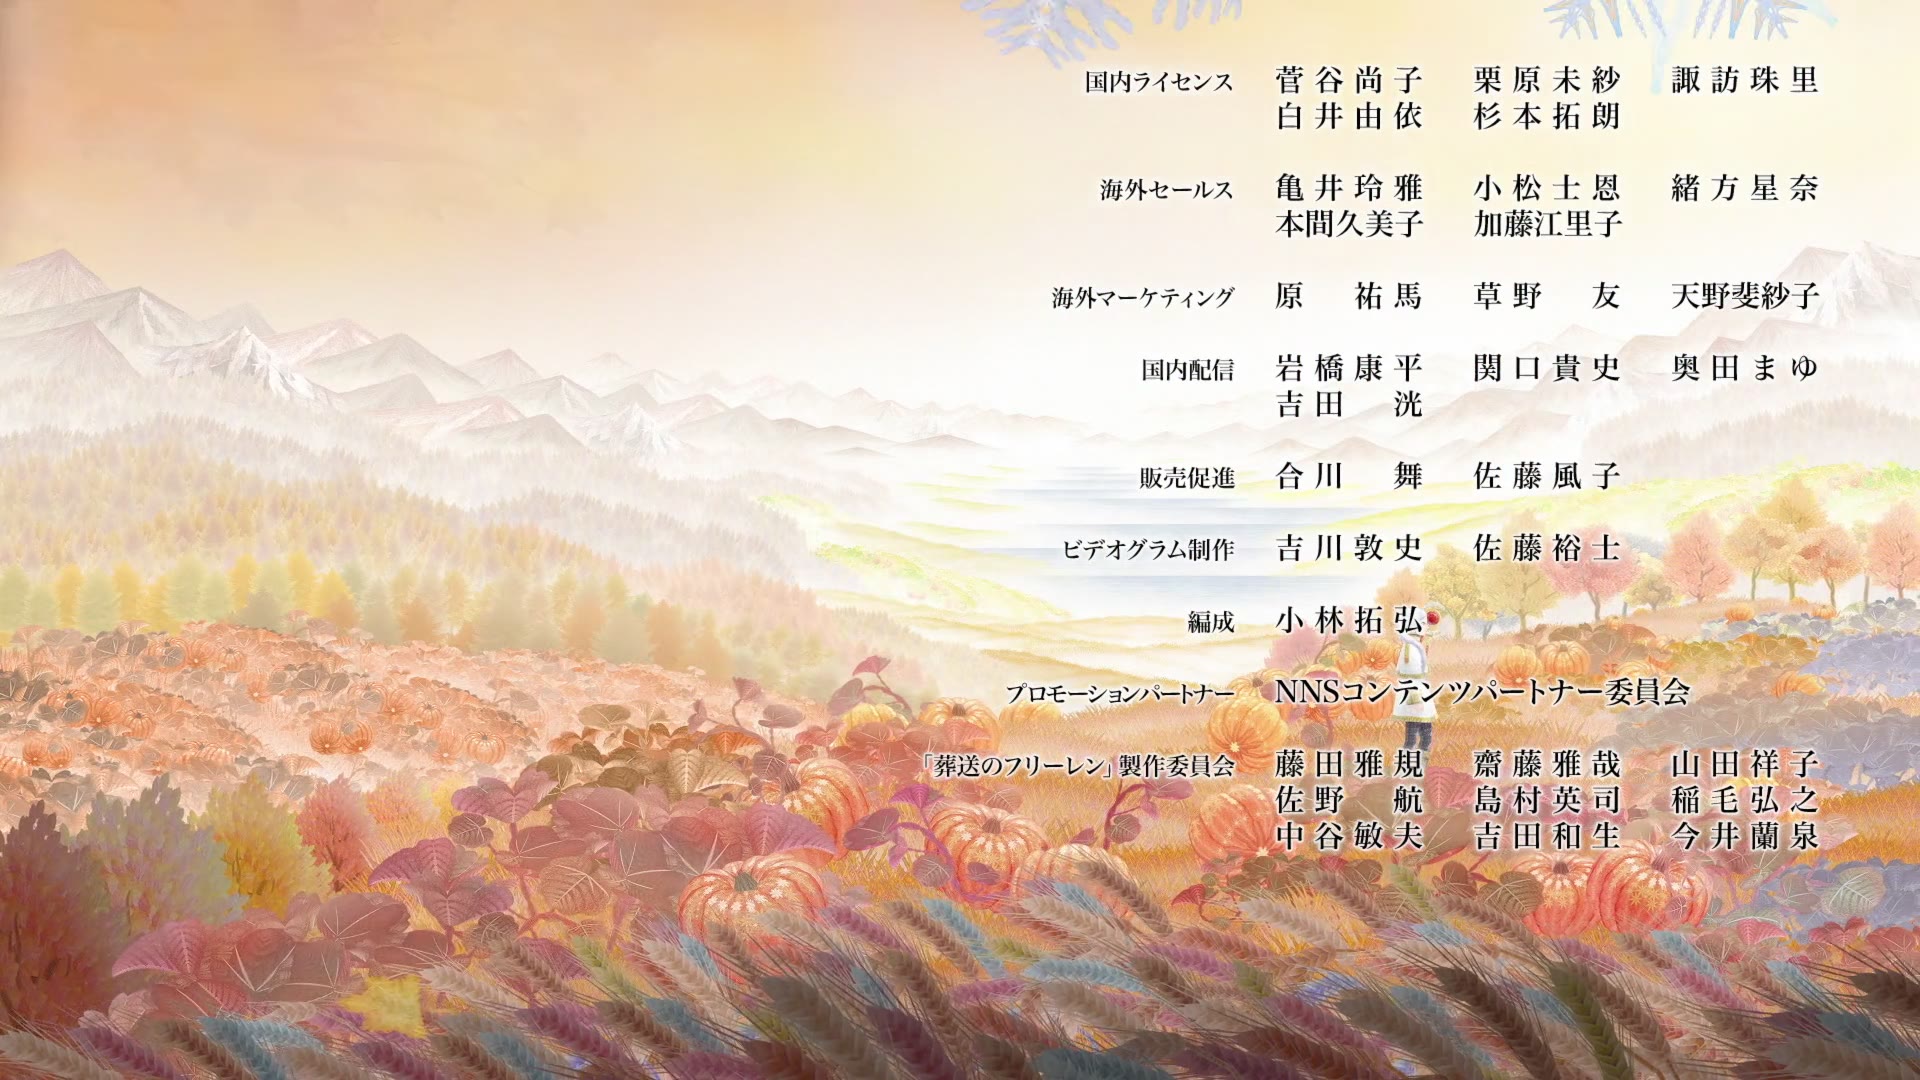 国内ライセンス 菅谷尚子 栗原未紗 諏訪珠里
白井由依 杉本拓朗
海外セールス 亀井玲雅 小松士恩 緒方星奈
本間久美子 加藤江里子
海外マーケティング 原祐馬 草野友 天野斐紗子
国内配信 岩橋康平 関口貴史 奥田まゆ
吉田洸
販売促進 合川舞 佐藤風子
ビデオグラム制作 吉川敦史 佐藤裕士
編成 小林拓弘
プロモーションパートナー NNSコンテンツパートナー委員会
「葬送のフリーレン」製作委員会 藤田雅規 齋藤雅哉 山田祥子
佐野航 島村英司 稲毛弘之
中谷敏夫 吉田和生 今井蘭泉